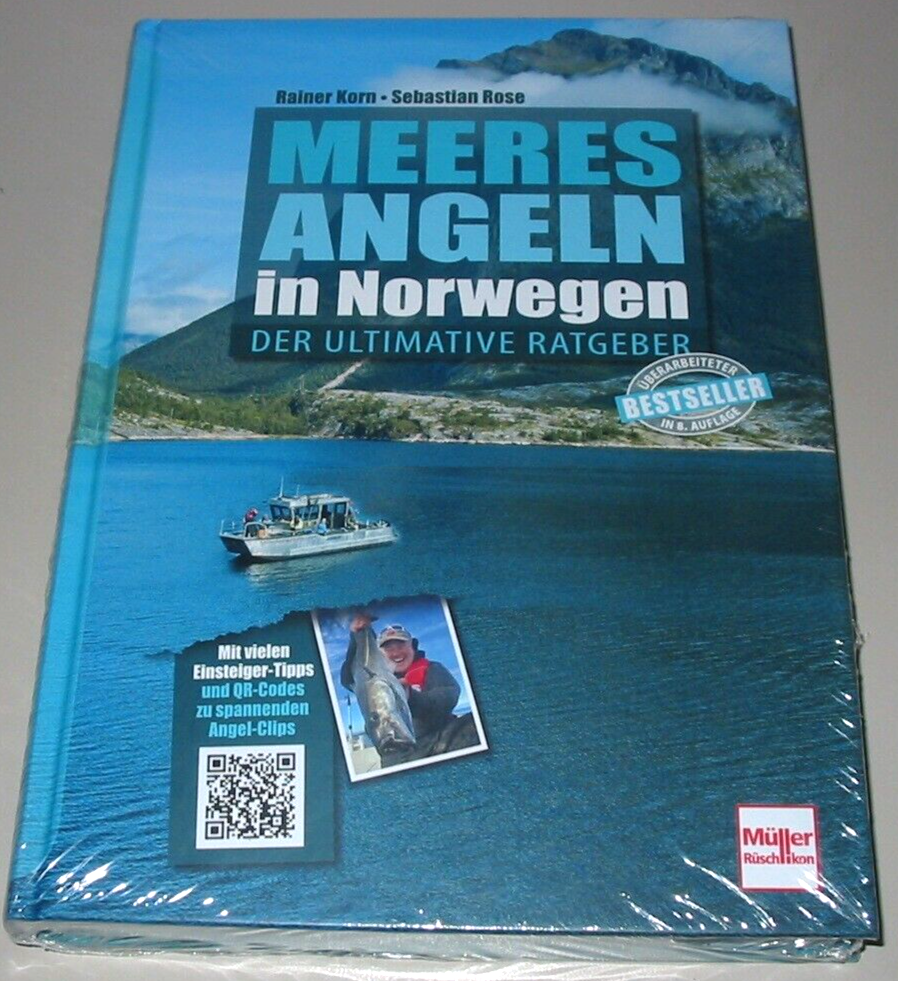 Rainer Korn • Sebastian Rose
MEERES
ANGELN
in Norwegen
DER ULTIMATIVE RATGEBER
ÜBERARBEITETER
BESTSELLER
IN 8. AUFLAGE
Mit vielen
Einsteiger-Tipps
und QR-Codes
zu spannenden
Angel-Clips
Müller
Rüschlikon